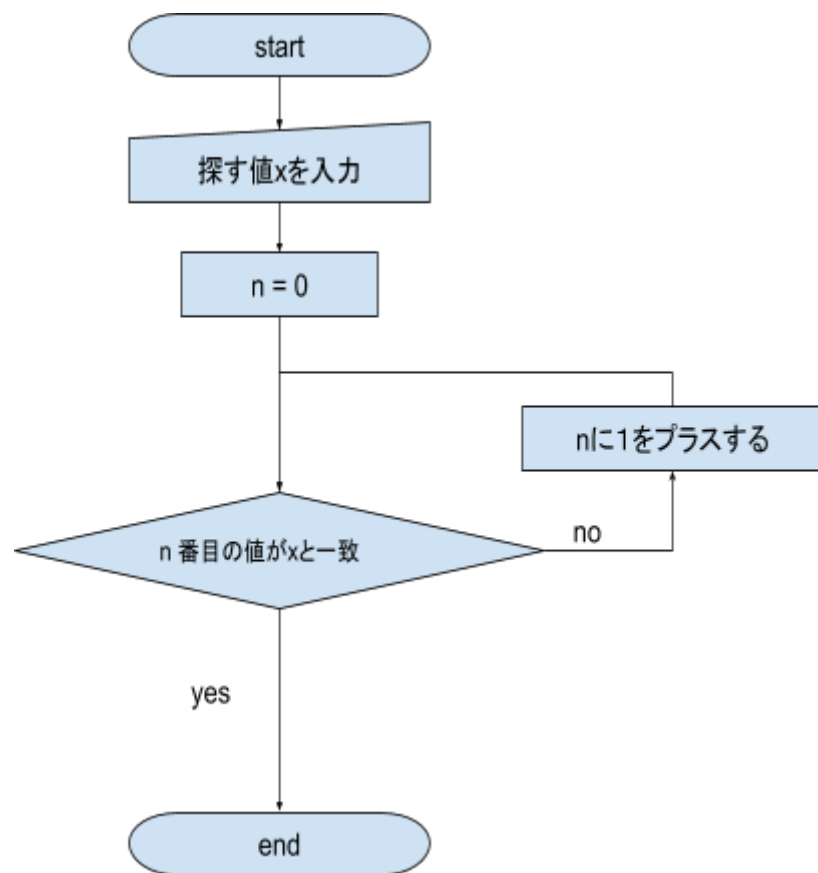 start
探す値xを入力
n = 0
nに１をプラスする
n 番目の値がxと一致
no
yes
end